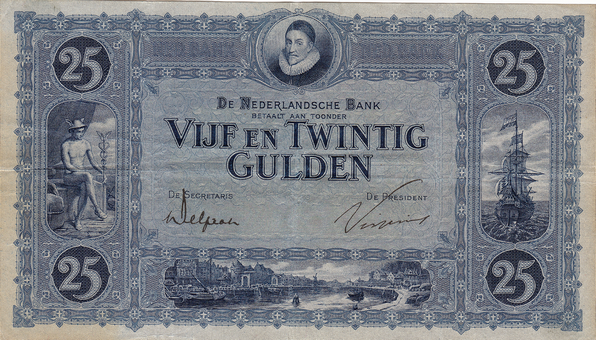 25
25
DE NEDERLANDSCHE BANK
BETAALT AAN TOONDER
VIJF EN TWINTIG
GULDEN
DE SECRETARIS
DE PRESIDENT
25
25